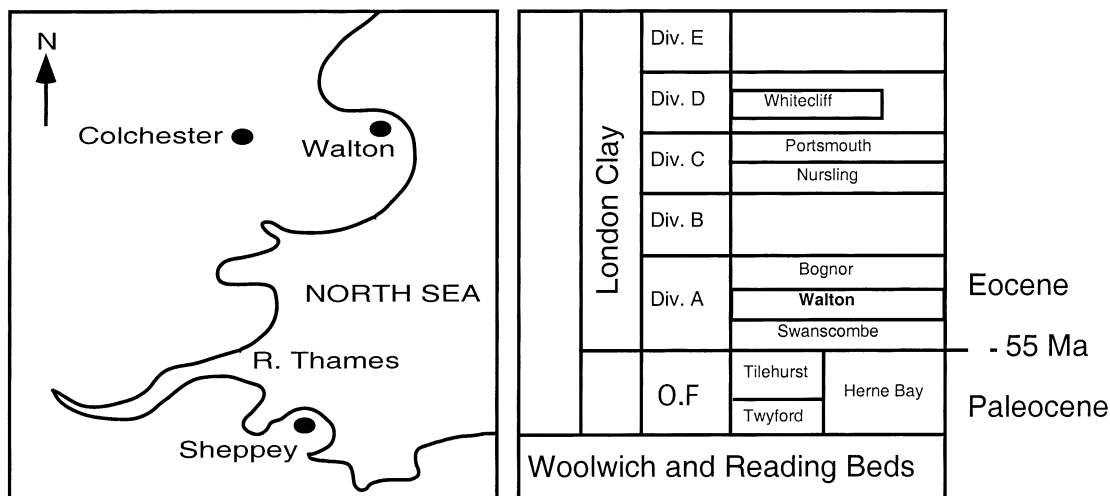 N
Colchester
Walton
NORTH SEA
R. Thames
Sheppey
London Clay
Div. E
Div. D
Whitecliff
Div. C
Portsmouth
Nursling
Div. B
Div. A
Bognor
Walton
Swanscombe
Eocene
- 55 Ma
Paleocene
O.F
Tilehurst
Twyford
Herne Bay
Woolwich and Reading Beds